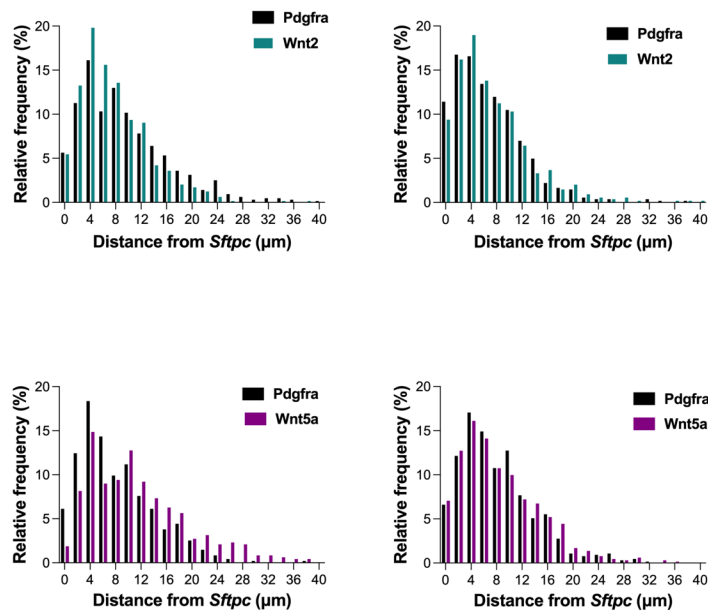 Relative frequency (%)
20
15
10
5
0
Pdgfra
Wnt2
0 4 8 12 16 20 24 28 32 36 40
Distance from Sftpc (µm)
Relative frequency (%)
20
15
10
5
0
Pdgfra
Wnt2
0 4 8 12 16 20 24 28 32 36 40
Distance from Sftpc (µm)
Relative frequency (%)
20
15
10
5
0
Pdgfra
Wnt5a
0 4 8 12 16 20 24 28 32 36 40
Distance from Sftpc (µm)
Relative frequency (%)
20
15
10
5
0
Pdgfra
Wnt5a
0 4 8 12 16 20 24 28 32 36 40
Distance from Sftpc (µm)